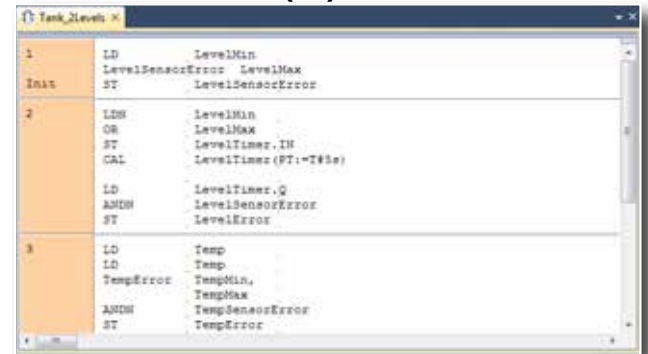 Tank_2Levels
1 LD LevelMin
LevelSensorError LevelMax
Init ST LevelSensorError
2 LDN LevelMin
OR LevelMax
ST LevelTimer.IN
CAL LevelTimer(PT:=T#5s)
LD LevelTimer.Q
ANDN LevelSensorError
ST LevelError
3 LD Temp
LD Temp
TempError TempMin,
TempMax
ANDN TempSensorError
ST TempError